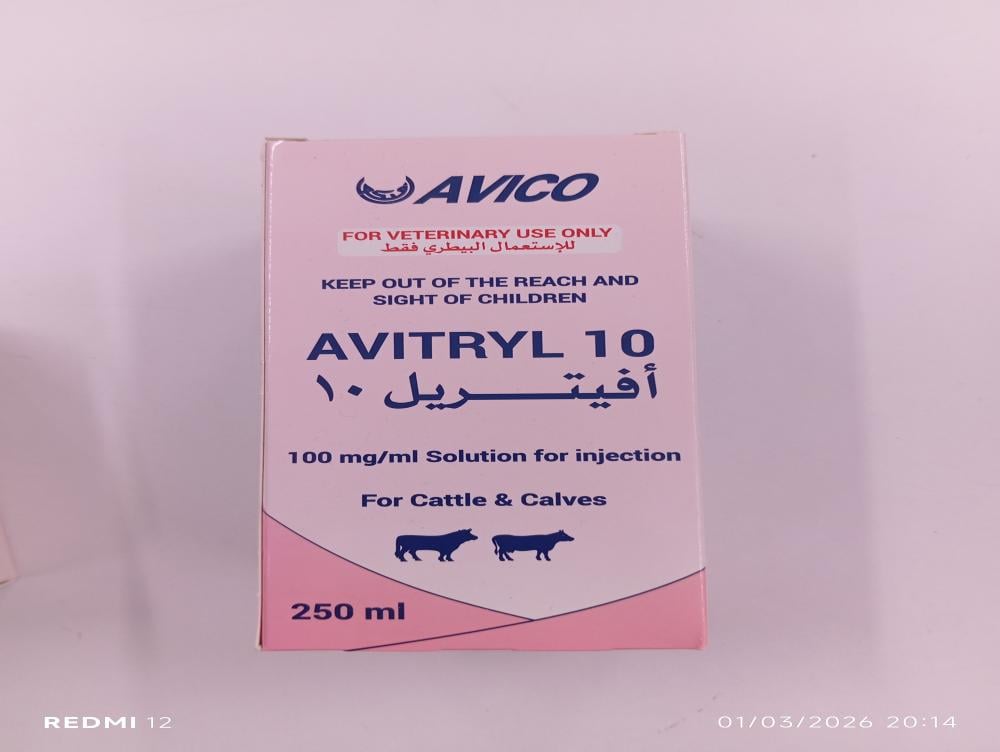 AVICO
FOR VETERINARY USE ONLY
للإستعمال البيطري فقط
KEEP OUT OF THE REACH AND
SIGHT OF CHILDREN
AVITRYL 10
أفيتـــريل ١٠
100 mg/ml Solution for injection
For Cattle & Calves
250 ml
REDMI 12
01/03/2026 20:14